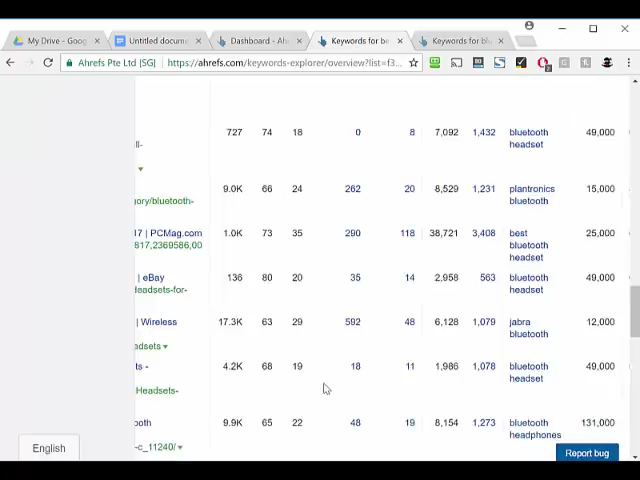 My Drive - Goog
Untitled docume
Dashboard - Ah
Keywords for be
Keywords for bl
Ahrefs Pte Ltd [SG]
https://ahrefs.com/keywords-explorer/overview?list=f3
727 74 18 0 8 7,092 1,432 bluetooth headset 49,000
ll-
9.0K 66 24 262 20 8,529 1,231 plantronics bluetooth 15,000
gory/bluetooth-
17 | PCMag.com 1.0K 73 35 290 118 38,721 3,408 best bluetooth headset 25,000
817,2369586,00
| eBay 136 80 20 35 14 2,958 563 bluetooth headset 49,000
leadsets-for-
| Wireless 17.3K 63 29 592 48 6,128 1,079 jabra bluetooth 12,000
adsets
ts - 4.2K 68 19 18 11 1,986 1,078 bluetooth headset 49,000
Headsets-
ooth 9.9K 65 22 48 19 8,154 1,273 bluetooth headphones 131,000
-c_11240/
English
Report bug